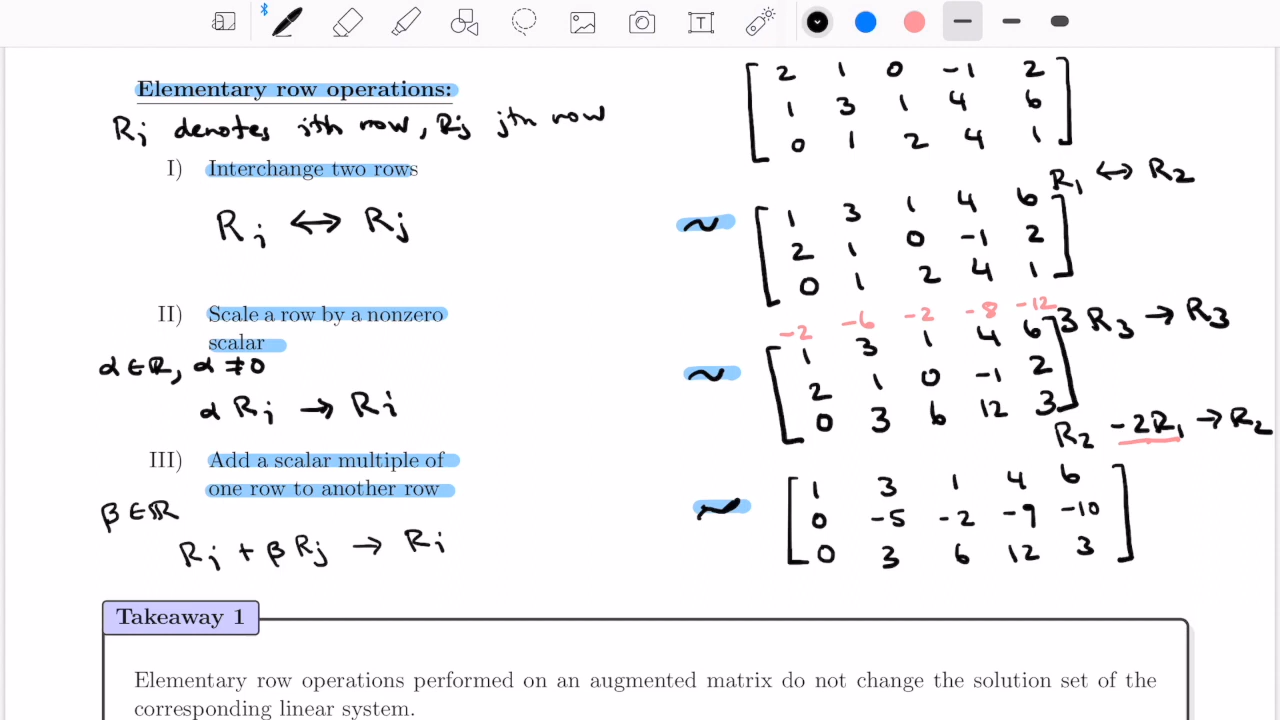 Elementary row operations:
Ri denotes ith row, Rj jth row
I) Interchange two rows
Ri ↔ Rj
II) Scale a row by a nonzero
scalar
α ∈ R, α ≠ 0
α Ri → Ri
III) Add a scalar multiple of
one row to another row
β ∈ R
Ri + β Rj → Ri
2 1 0 -1 2
1 3 1 4 6
0 1 2 4 1
R1 ↔ R2
~ 1 3 1 4 6
2 1 0 -1 2
0 1 2 4 1
3 R3 → R3
-2 -6 -2 -8 -12
~ 1 3 1 4 6
2 1 0 -1 2
0 3 6 12 3
R2 -2R1 → R2
~ 1 3 1 4 6
0 -5 -2 -9 -10
0 3 6 12 3
Takeaway 1
Elementary row operations performed on an augmented matrix do not change the solution set of the
corresponding linear system.